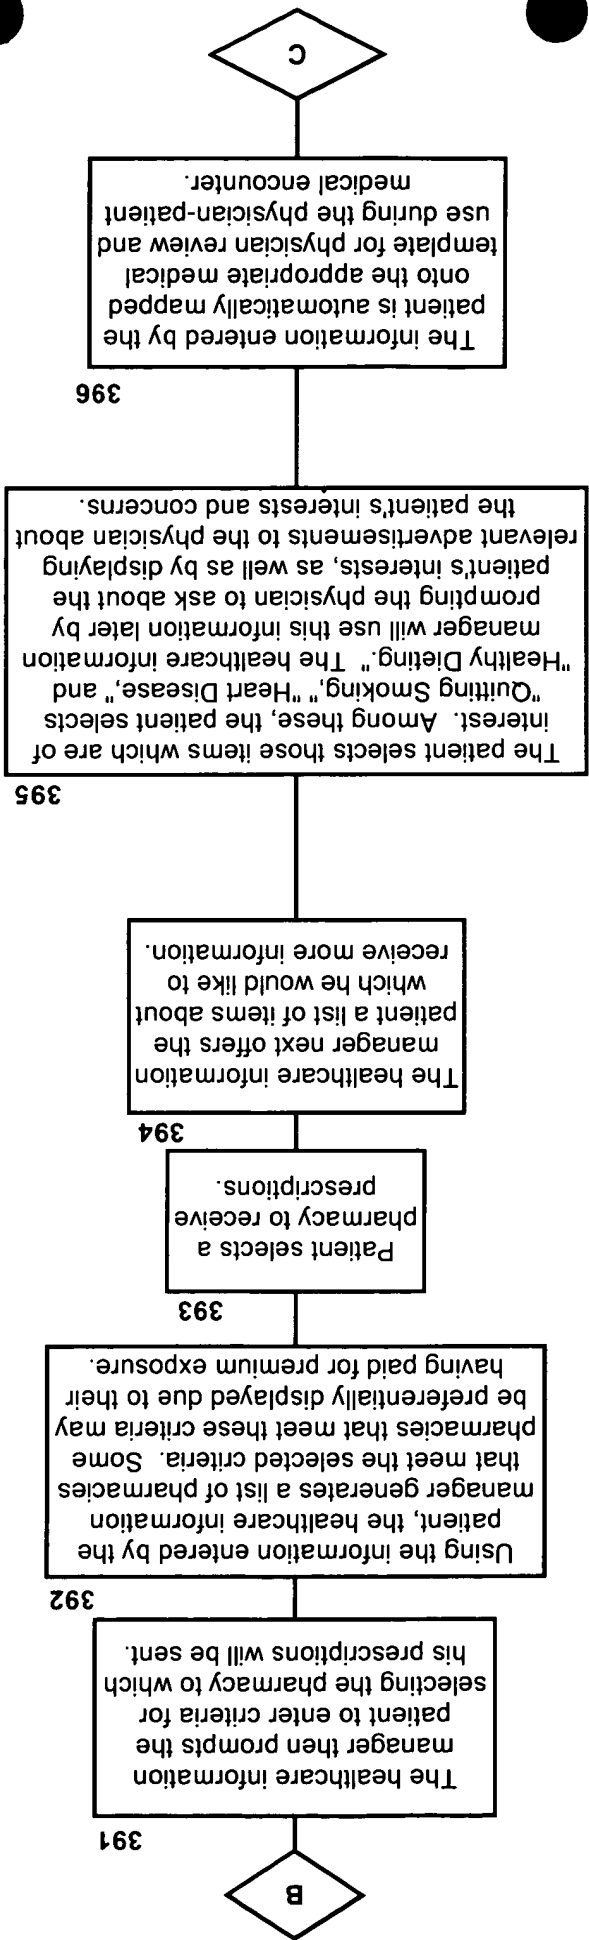 B
391
The healthcare information
manager then prompts the
patient to enter criteria for
selecting the pharmacy to which
his prescriptions will be sent.
392
Using the information entered by the
patient, the healthcare information
manager generates a list of pharmacies
that meet the selected criteria. Some
pharmacies that meet these criteria may
be preferentially displayed due to their
having paid for premium exposure.
393
Patient selects a
pharmacy to receive
prescriptions.
394
The healthcare information
manager next offers the
patient a list of items about
which he would like to
receive more information.
395
The patient selects those items which are of
interest. Among these, the patient selects
"Quitting Smoking," "Heart Disease," and
"Healthy Dieting." The healthcare information
manager will use this information later by
prompting the physician to ask about the
patient's interests, as well as by displaying
relevant advertisements to the physician about
the patient's interests and concerns.
396
The information entered by the
patient is automatically mapped
onto the appropriate medical
template for physician review and
use during the physician-patient
medical encounter.
C